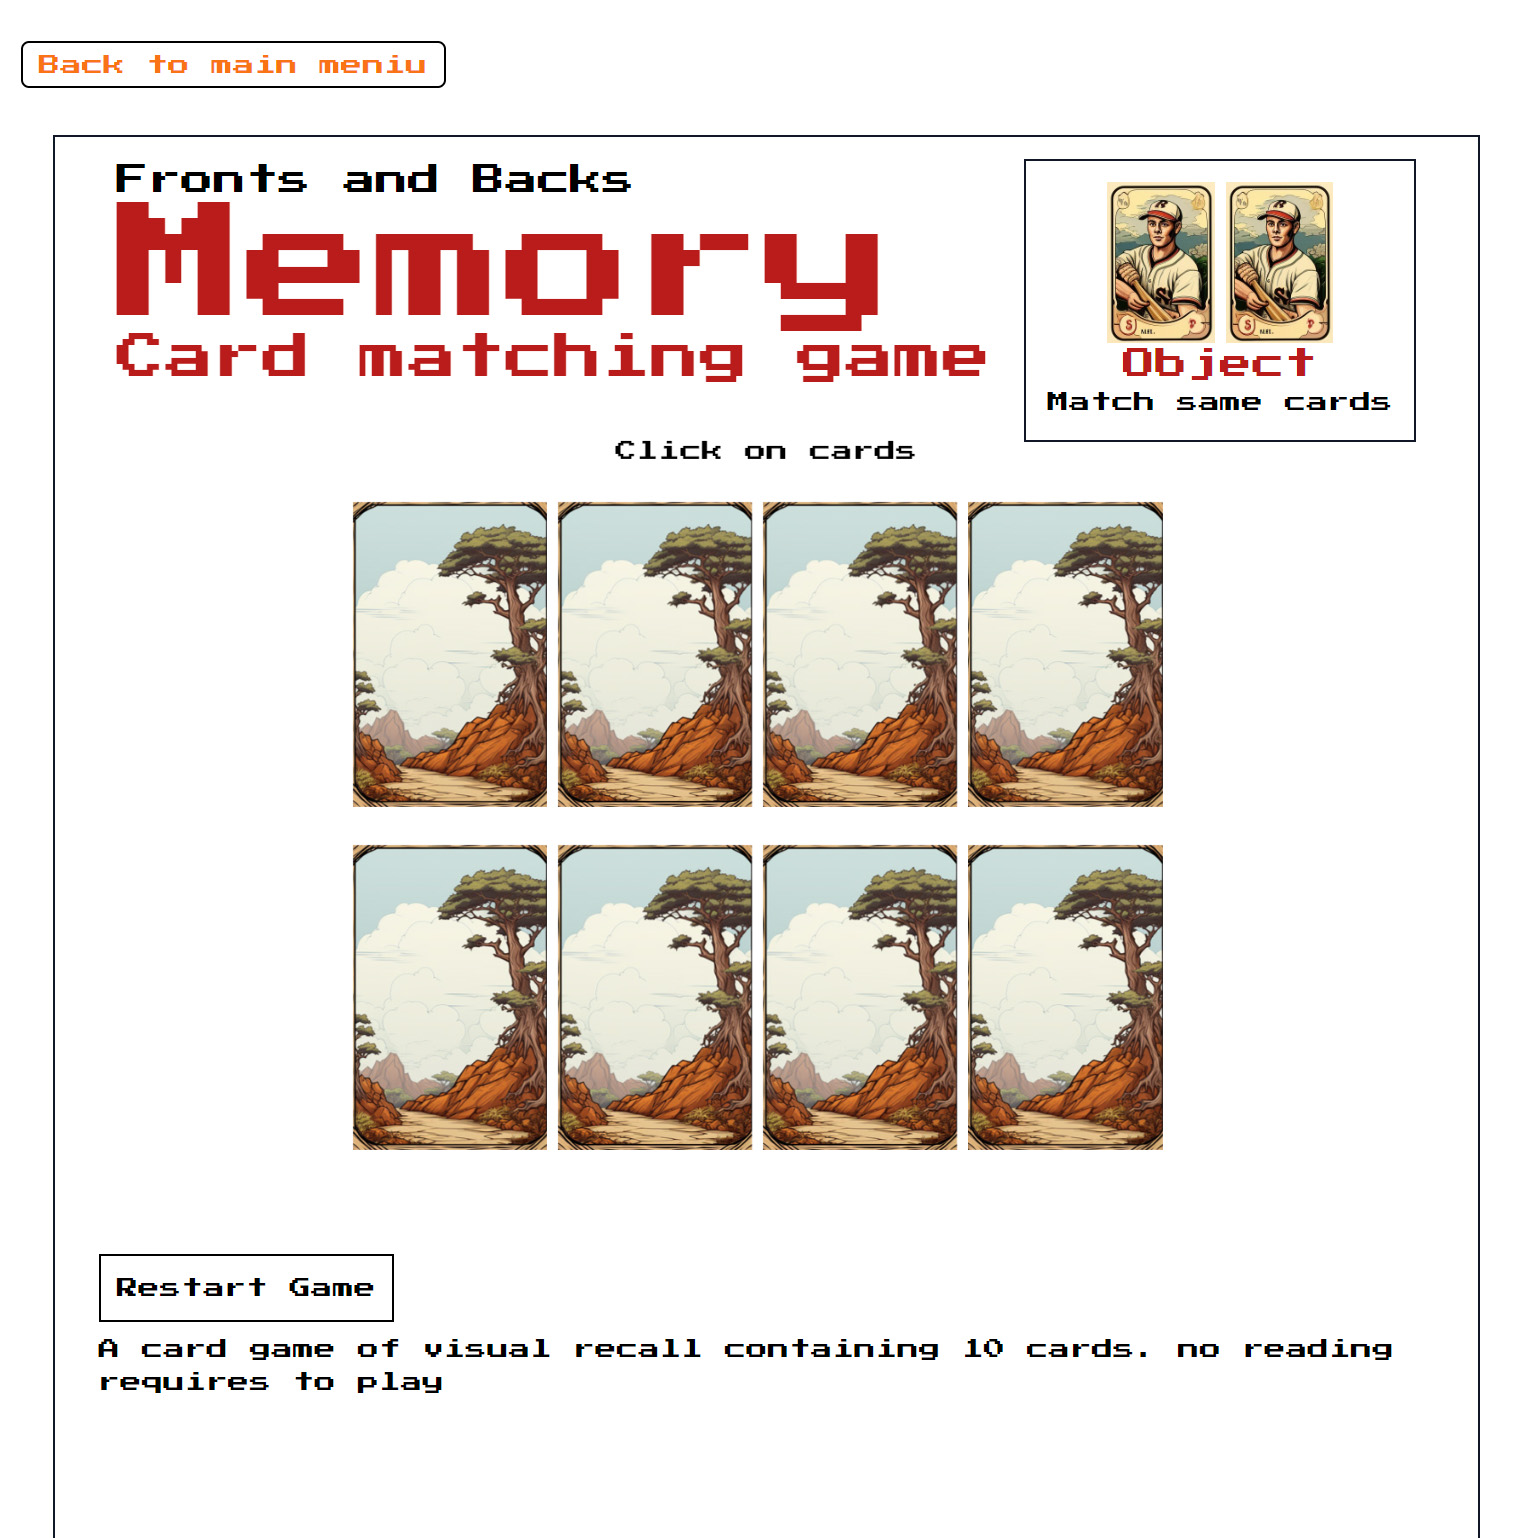 Back to main meniu
Fronts and Backs
Memory
Card matching game
Object
Match same cards
Click on cards
Restart Game
A card game of visual recall containing 10 cards. no reading
requires to play